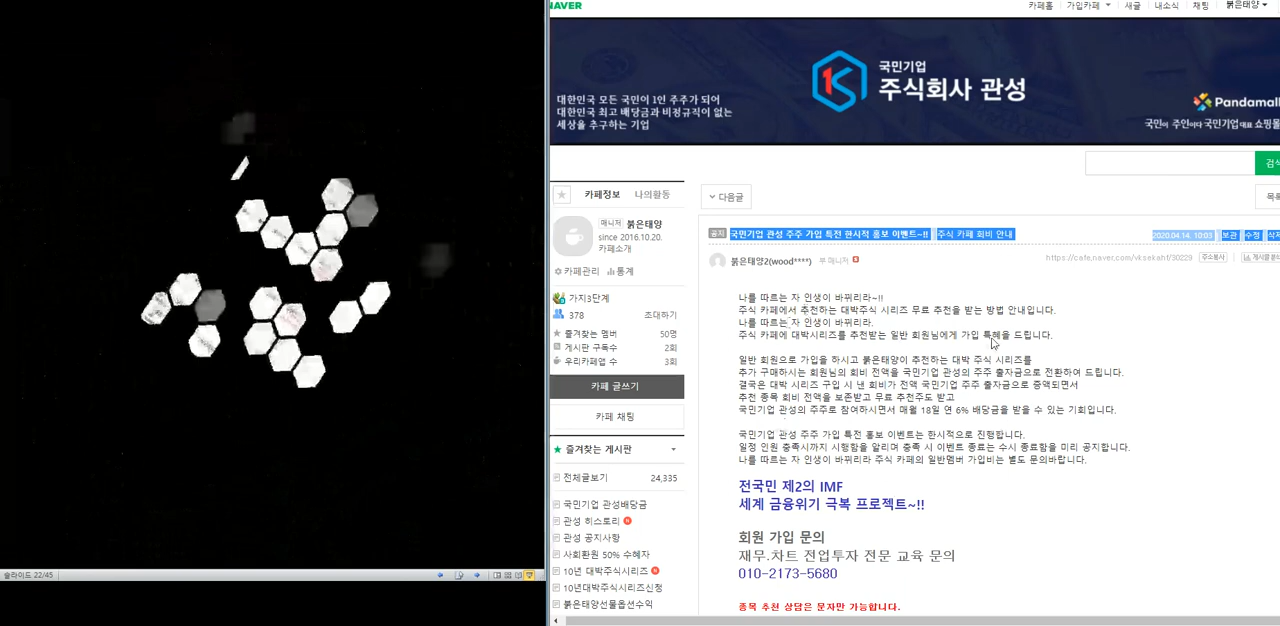 슬라이드 22/45
NAVER
카페홈 가입카페 새글 내소식 채팅 붉은태양
대한민국 모든 국민이 1인 주주가 되어
대한민국 최고 배당금과 비정규직이 없는
세상을 추구하는 기업
국민기업
주식회사 관성
Pandamall
국민이 주인이다 국민기업대표 쇼핑몰
검색
카페정보 나의활동
매니저 붉은태양
since 2016.10.20.
카페소개
카페관리 통계
가지3단계
378 초대하기
즐겨찾는 멤버 50명
게시판 구독수 2회
우리카페앱 수 3회
카페 글쓰기
카페 채팅
즐겨찾는 게시판
전체글보기 24,335
국민기업 관성배당금
관성 히스토리
관성 공지사항
사회환원 50% 수혜자
10년 대박주식시리즈
10년대박주식시리즈신청
붉은태양선물옵션수익
다음글
목록
공지 국민기업 관성 주주 가입 특전 한시적 홍보 이벤트~!! 주식 카페 회비 안내 2020.04.14. 10:03 보관 수정 삭제
붉은태양2(wood****) 부매니저 https://cafe.naver.com/vksekahf/30229 주소복사
나를 따르는 자 인생이 바뀌리라~!!
주식 카페에서 추천하는 대박주식 시리즈 무료 추천을 받는 방법 안내입니다.
나를 따르는 자 인생이 바뀌리라.
주식 카페에 대박시리즈를 추천받는 일반 회원님에게 가입 특혜을 드립니다.
일반 회원으로 가입을 하시고 붉은태양이 추천하는 대박 주식 시리즈를
추가 구매하시는 회원님의 회비 전액을 국민기업 관성의 주주 출자금으로 전환하여 드립니다.
결국은 대박 시리즈 구입 시 낸 회비가 전액 국민기업 주주 출자금으로 증액되면서
추천 종목 회비 전액을 보존받고 무료 추천주도 받고
국민기업 관성의 주주로 참여하시면서 매월 18일 연 6% 배당금을 받을 수 있는 기회입니다.
국민기업 관성 주주 가입 특전 홍보 이벤트는 한시적으로 진행합니다.
일정 인원 충족시까지 시행함을 알리며 충족 시 이벤트 종료는 수시 종료함을 미리 공지합니다.
나를 따르는 자 인생이 바뀌리라 주식 카페의 일반멤버 가입비는 별도 문의바랍니다.
전국민 제2의 IMF
세계 금융위기 극복 프로젝트~!!
회원 가입 문의
재무.차트 전업투자 전문 교육 문의
010-2173-5680
종목 추천 상담은 문자만 가능합니다.